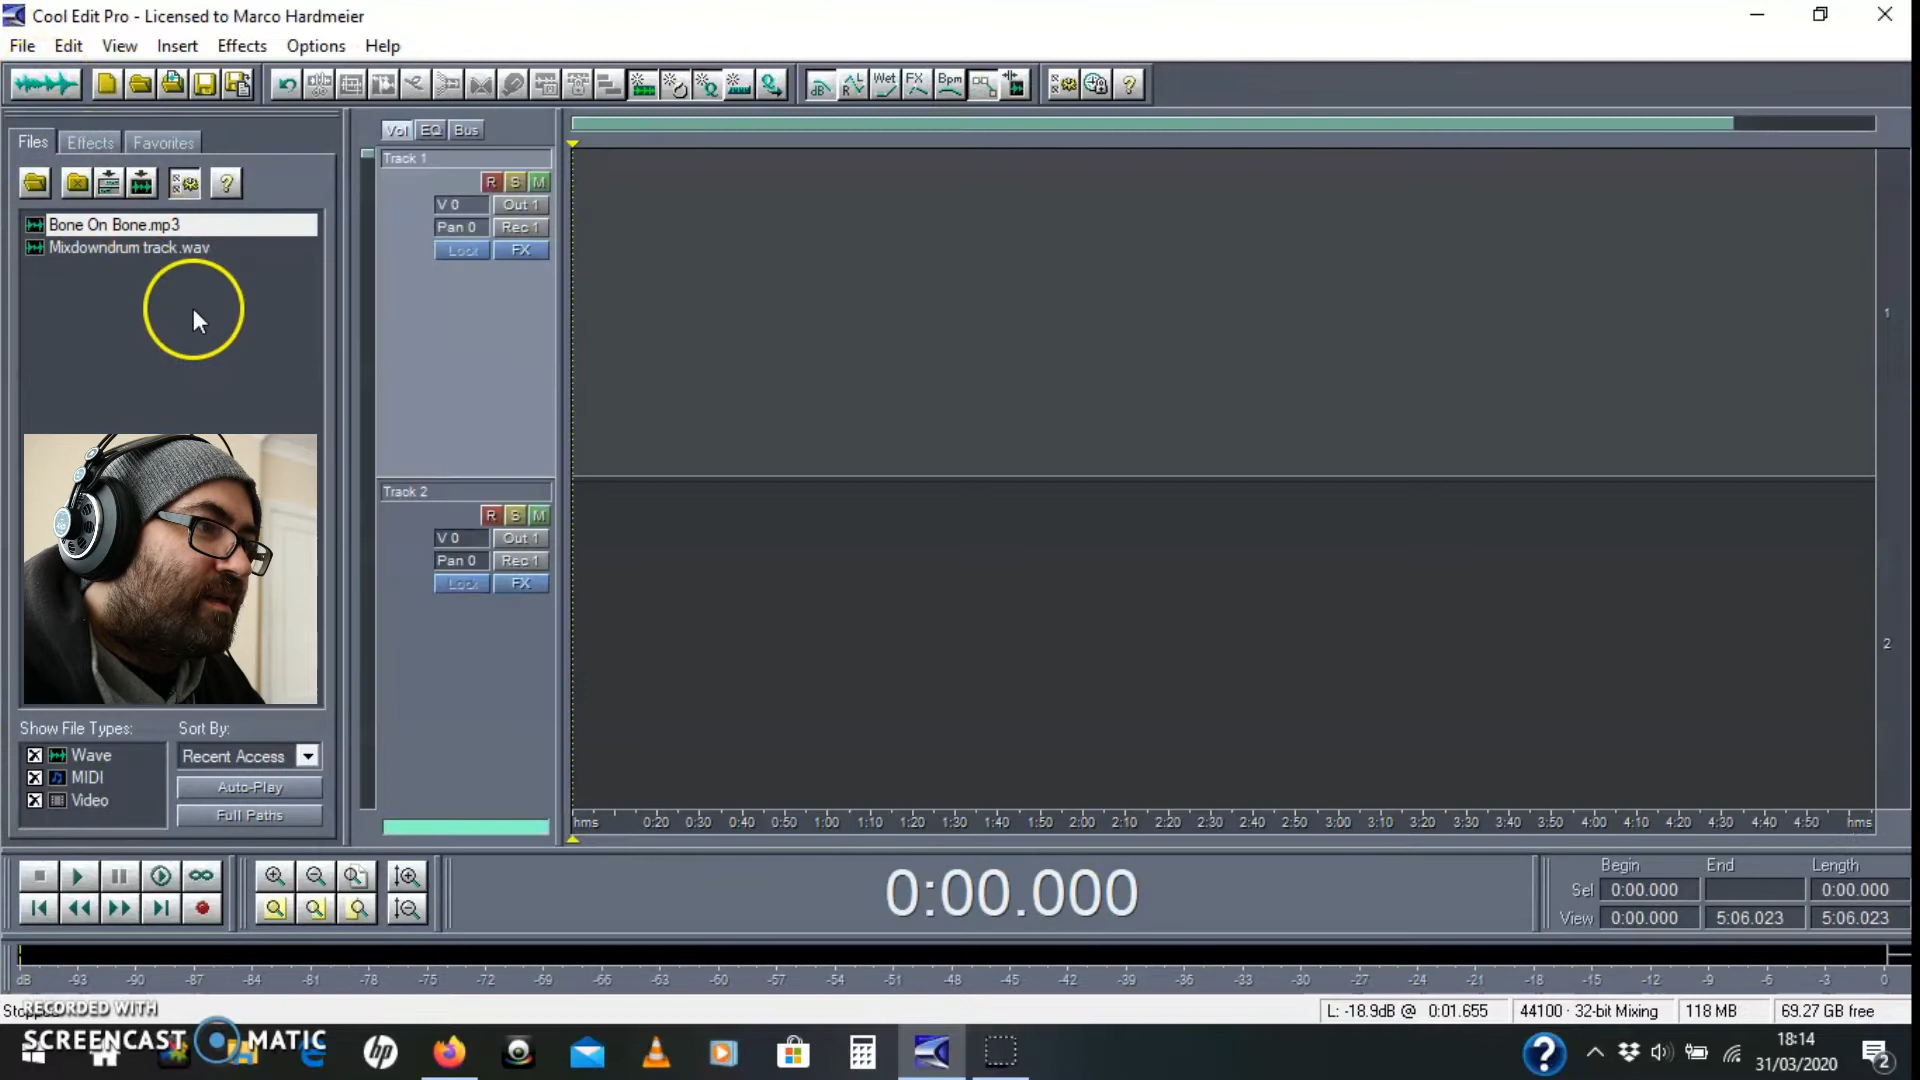 Cool Edit Pro - Licensed to Marco Hardmeier
File Edit View Insert Effects Options Help
Wet FX Bpm
dB L R
Files Effects Favorites
Vol EQ Bus
Track 1
R S M
V 0 Out 1
Pan 0 Rec 1
Lock FX
Bone On Bone.mp3
Mixdowndrum track.wav
1
Track 2
R S M
V 0 Out 1
Pan 0 Rec 1
Lock FX
2
Show File Types: Sort By:
Wave Recent Access
MIDI Auto-Play
Video Full Paths
hms 0:20 0:30 0:40 0:50 1:00 1:10 1:20 1:30 1:40 1:50 2:00 2:10 2:20 2:30 2:40 2:50 3:00 3:10 3:20 3:30 3:40 3:50 4:00 4:10 4:20 4:30 4:40 4:50 hms
0:00.000
Begin End Length
Sel 0:00.000 0:00.000
View 0:00.000 5:06.023 5:06.023
dB -93 -90 -87 -84 -81 -78 -75 -72 -69 -66 -63 -60 -57 -54 -51 -48 -45 -42 -39 -36 -33 -30 -27 -24 -21 -18 -15 -12 -9 -6 -3 0
L: -18.9dB @ 0:01.655 44100 · 32-bit Mixing 118 MB 69.27 GB free
RECORDED WITH
SCREENCAST MATIC
hp
18:14
31/03/2020
2